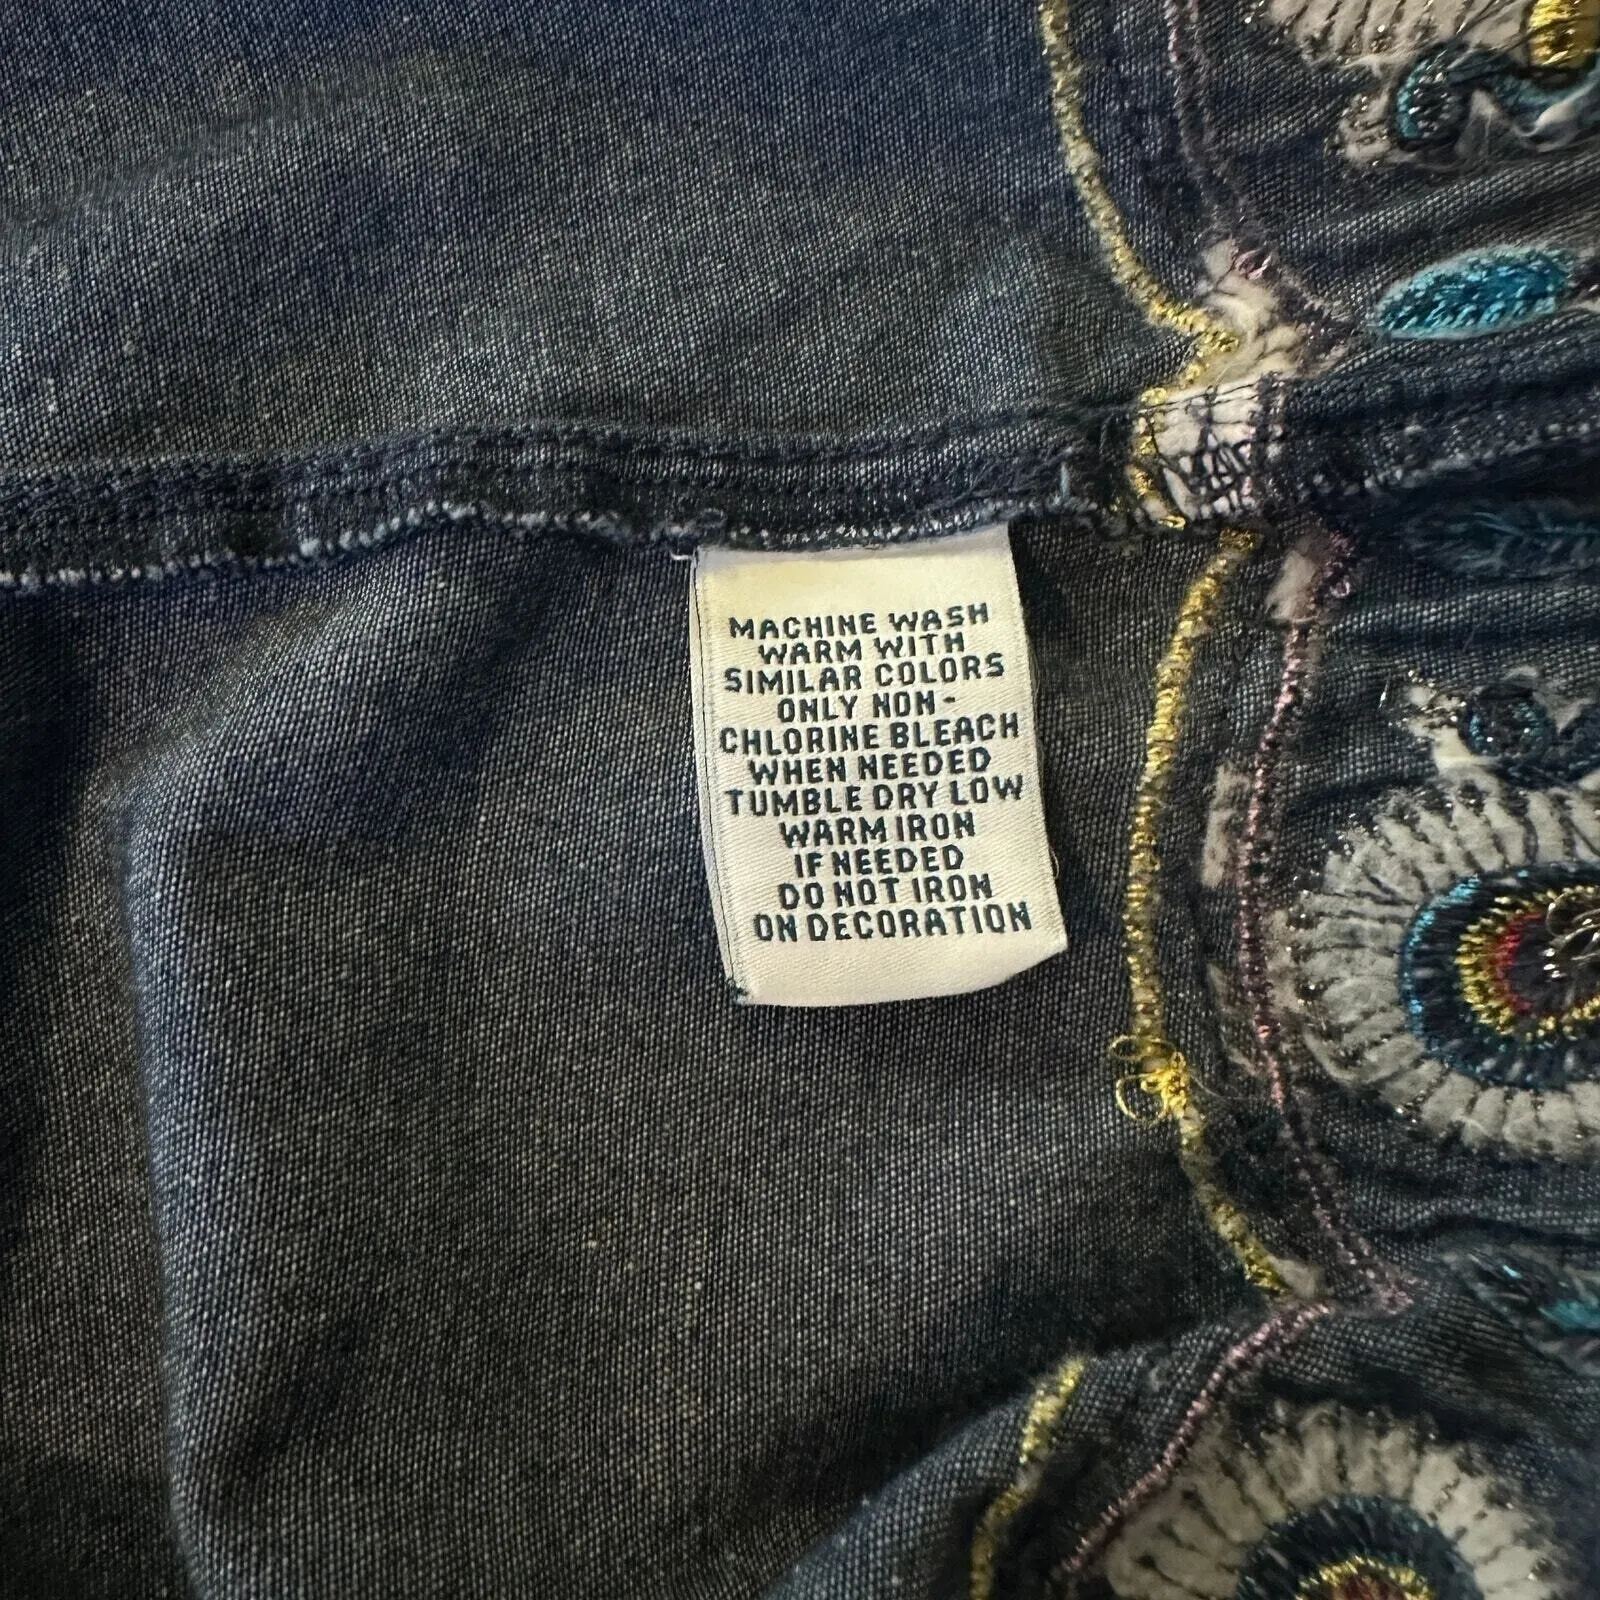 MACHINE WASH
WARM WITH
SIMILAR COLORS
ONLY NON-
CHLORINE BLEACH
WHEN NEEDED
TUMBLE DRY LOW
WARM IRON
IF NEEDED
DO NOT IRON
ON DECORATION